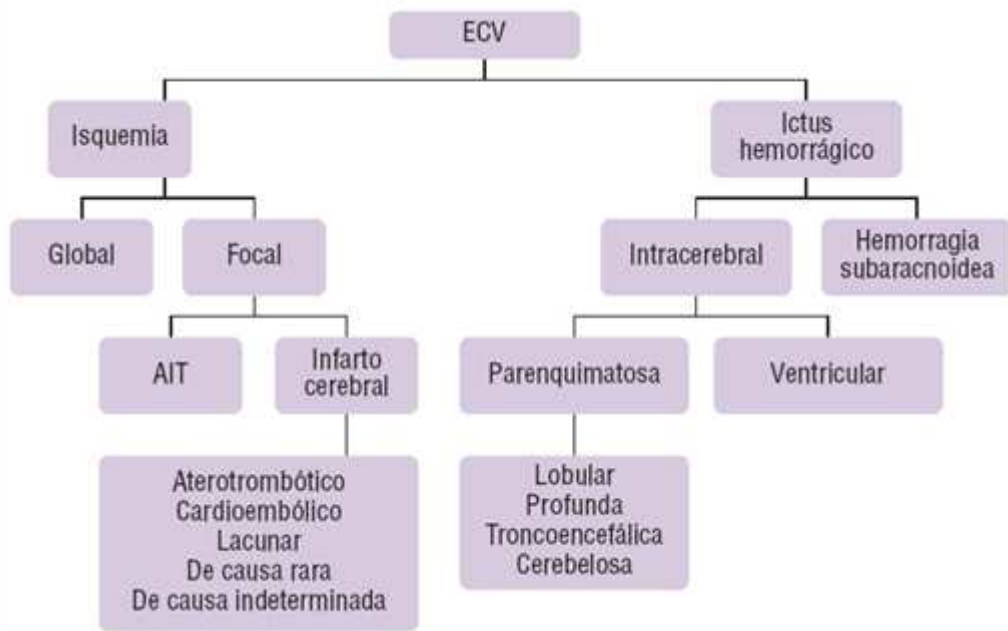 ECV
Isquemia
Ictus
hemorrágico
Global
Focal
Intracerebral
Hemorragia
subaracnoidea
AIT
Infarto
cerebral
Parenquimatosa
Ventricular
Aterotrombótico
Cardioembólico
Lacunar
De causa rara
De causa indeterminada
Lobular
Profunda
Troncoencefálica
Cerebelosa